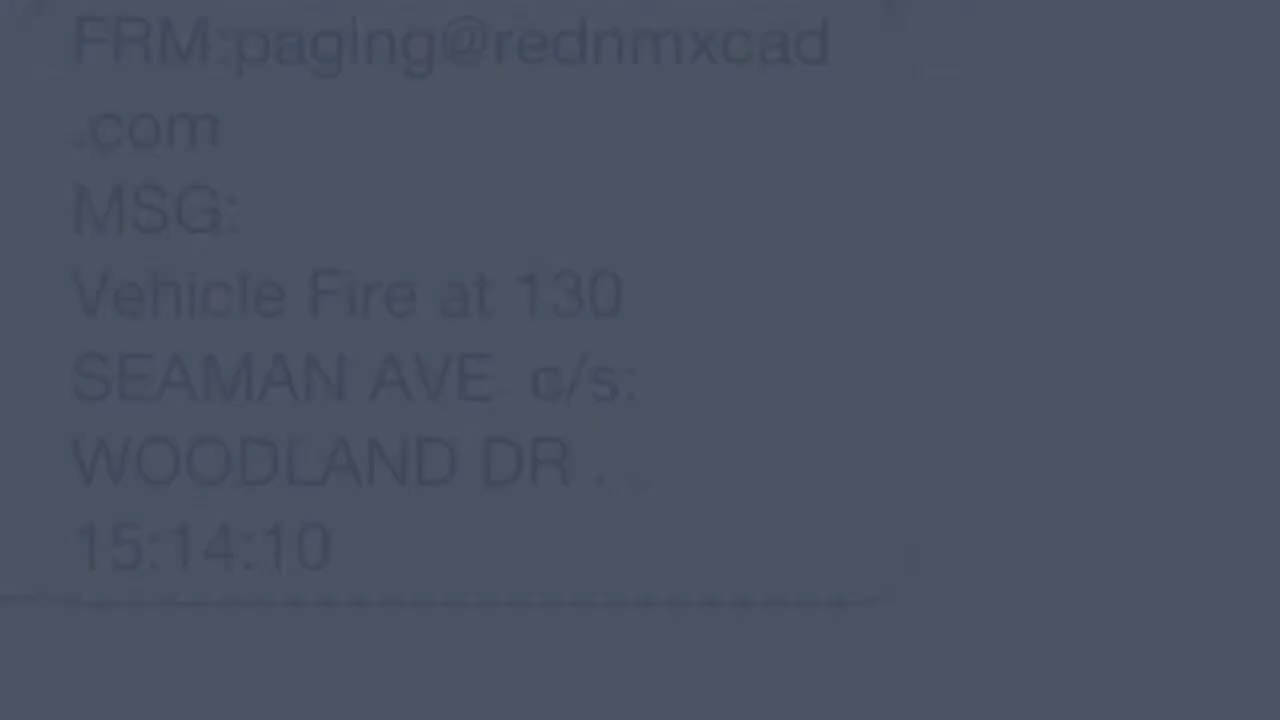 FRM:paging@rednmxcad
.com
MSG:
Vehicle Fire at 130
SEAMAN AVE  c/s:
WOODLAND DR . .
15:14:10